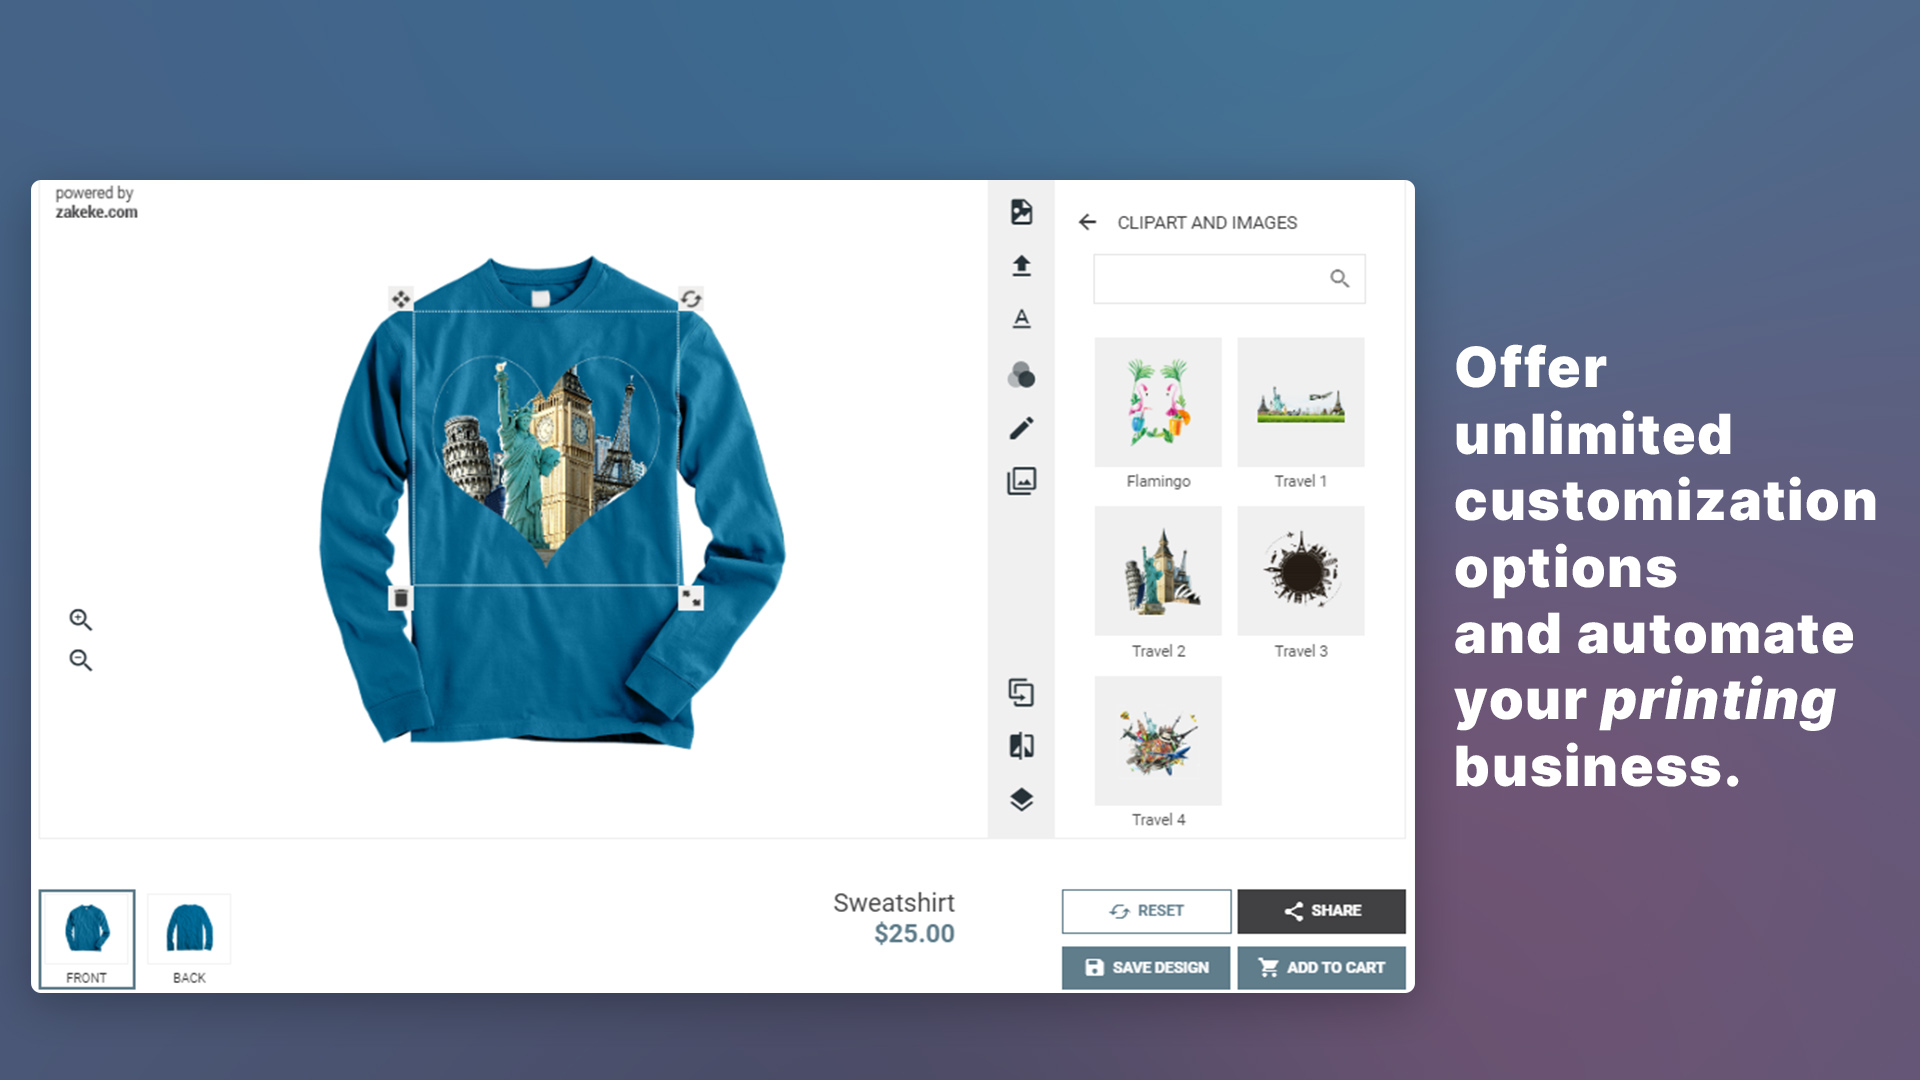 powered by
zakeke.com
CLIPART AND IMAGES
A
Flamingo
Travel 1
Travel 2
Travel 3
Travel 4
Sweatshirt
$25.00
FRONT
BACK
RESET
SHARE
SAVE DESIGN
ADD TO CART
Offer
unlimited
customization
options
and automate
your printing
business.